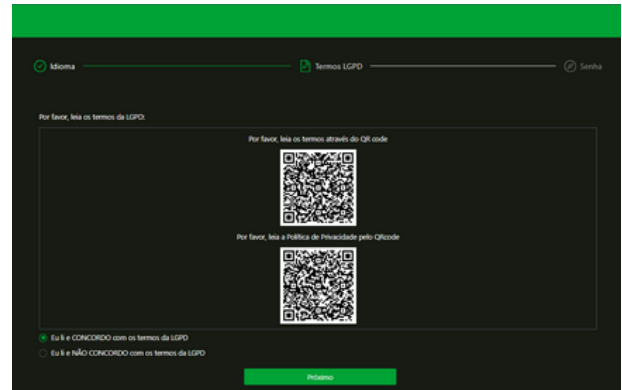 Idioma
Termos LGPD
Senha
Por favor, leia os termos da LGPD:
Por favor, leia os termos através do QR code
Por favor, leia a Política de Privacidade pelo QRcode
Eu li e CONCORDO com os termos da LGPD
Eu li e NÃO CONCORDO com os termos da LGPD
Próximo